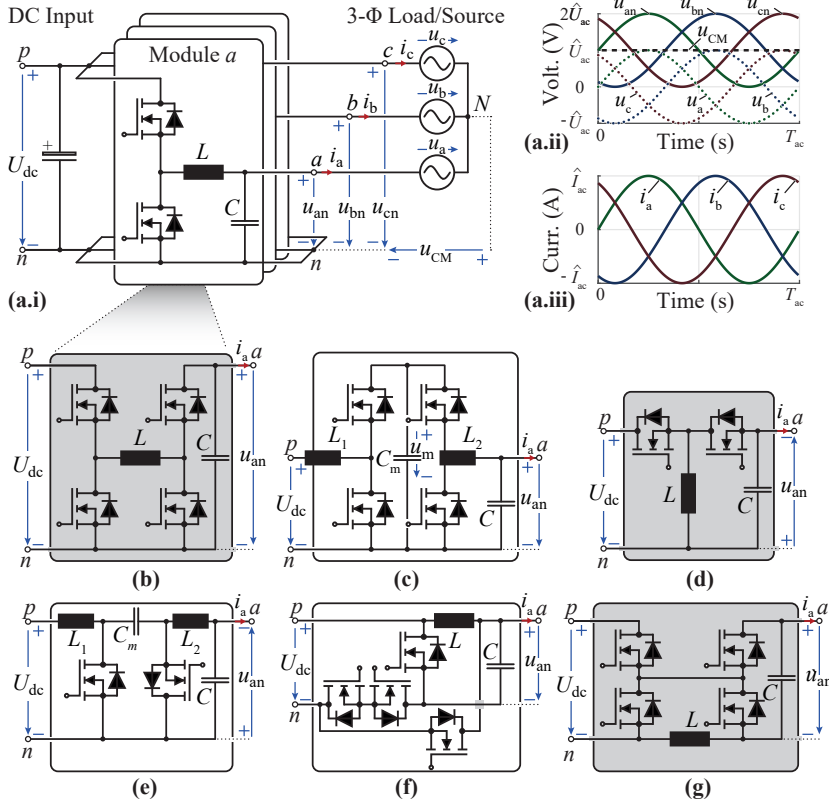 DC Input
3-Φ Load/Source
Module a
p
+
−
U_dc
+
n
L
C
c i_c
− u_c
b i_b
− u_b
a i_a
− u_a
N
+ + +
u_an u_bn u_cn
− − −
n
− u_CM +
(a.i)
2Û_ac
Û_ac
0
-Û_ac
Volt. (V)
u_an u_bn u_cn
u_CM
u_c u_a u_b
0 Time (s) T_ac
(a.ii)
Î_ac
0
-Î_ac
Curr. (A)
i_a i_b i_c
0 Time (s) T_ac
(a.iii)
p
+
U_dc
−
n
L
C
i_a a
+
u_an
−
(b)
p
+
U_dc
−
n
L_1
C_m
+
u_m
−
L_2
C
i_a a
+
u_an
−
(c)
p
+
U_dc
−
n
L
C
i_a a
−
u_an
+
(d)
p
+
U_dc
−
n
L_1
C_m
L_2
C
i_a a
−
u_an
+
(e)
p
+
U_dc
−
n
L
C
i_a a
+
u_an
−
(f)
p
+
U_dc
−
n
L
C
i_a a
+
u_an
−
(g)